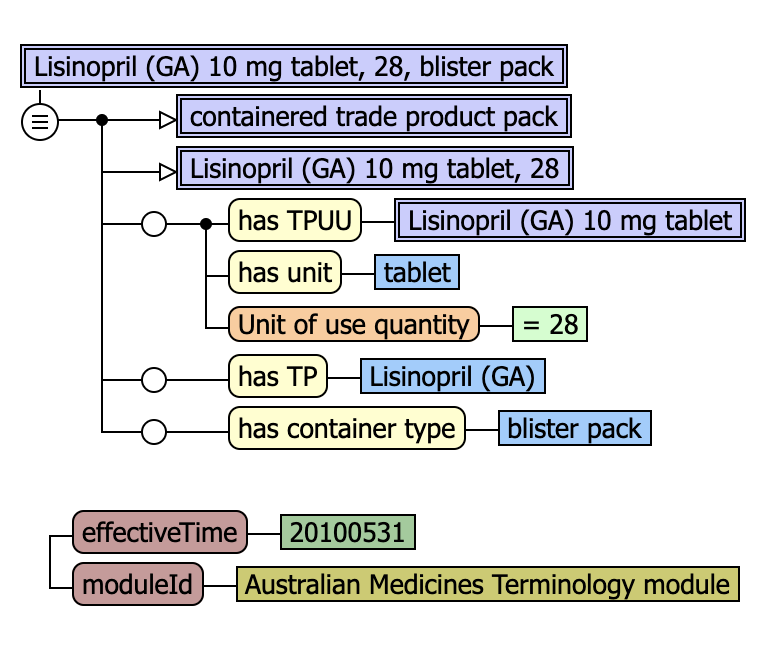 Lisinopril (GA) 10 mg tablet, 28, blister pack
containered trade product pack
Lisinopril (GA) 10 mg tablet, 28
has TPUU Lisinopril (GA) 10 mg tablet
has unit tablet
Unit of use quantity = 28
has TP Lisinopril (GA)
has container type blister pack
effectiveTime 20100531
moduleId Australian Medicines Terminology module